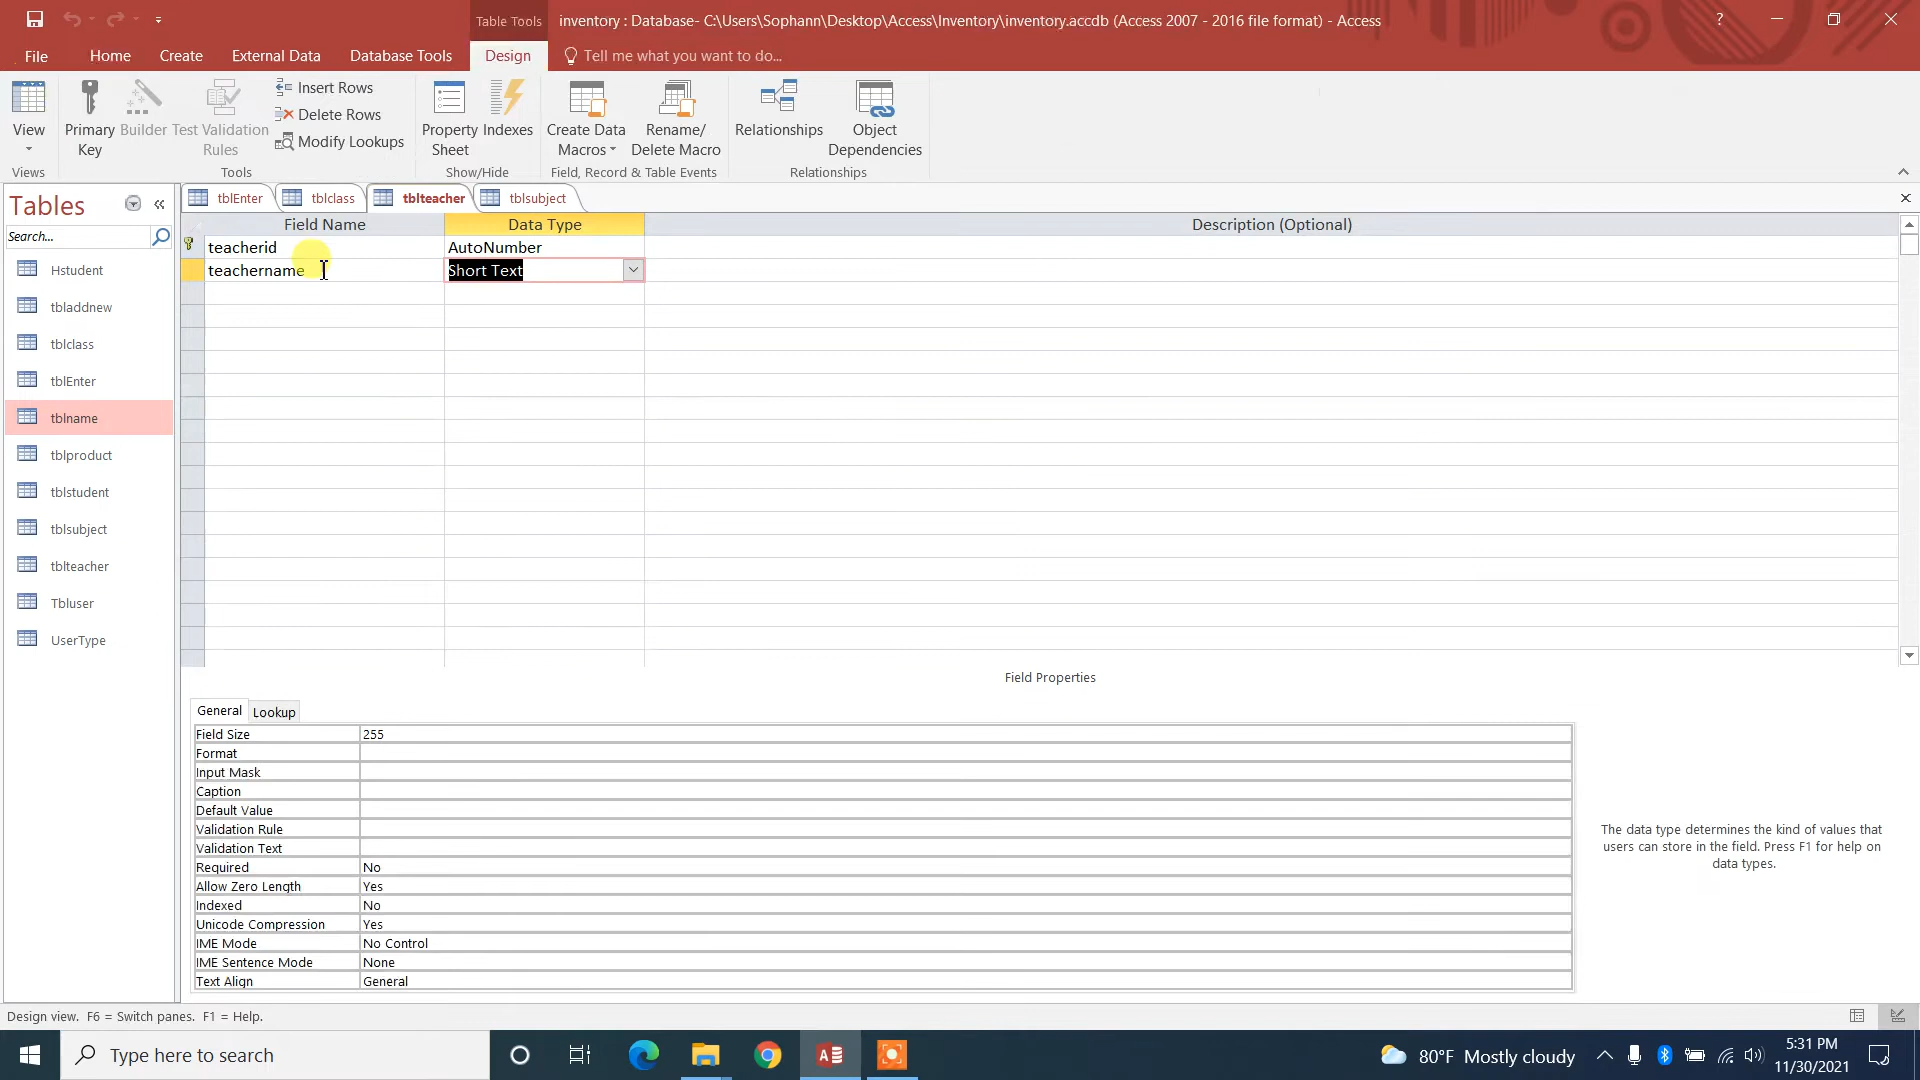 Table Tools
inventory : Database- C:\Users\Sophann\Desktop\Access\Inventory\inventory.accdb (Access 2007 - 2016 file format) - Access
?
File
Home
Create
External Data
Database Tools
Design
Tell me what you want to do...
View
Primary Key
Builder
Test Validation Rules
Insert Rows
Delete Rows
Modify Lookups
Property Sheet
Indexes
Create Data Macros
Rename/ Delete Macro
Relationships
Object Dependencies
Views
Tools
Show/Hide
Field, Record & Table Events
Relationships
Tables
Search...
Hstudent
tbladdnew
tblclass
tblEnter
tblname
tblproduct
tblstudent
tblsubject
tblteacher
Tbluser
UserType
tblEnter
tblclass
tblteacher
tblsubject
Field Name
Data Type
Description (Optional)
teacherid
AutoNumber
teachername
Short Text
Field Properties
General
Lookup
Field Size
255
Format
Input Mask
Caption
Default Value
Validation Rule
Validation Text
Required
No
Allow Zero Length
Yes
Indexed
No
Unicode Compression
Yes
IME Mode
No Control
IME Sentence Mode
None
Text Align
General
The data type determines the kind of values that
users can store in the field. Press F1 for help on
data types.
Design view. F6 = Switch panes. F1 = Help.
Type here to search
80°F Mostly cloudy
5:31 PM
11/30/2021